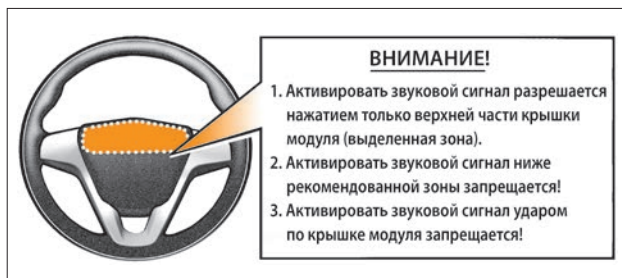 ВНИМАНИЕ!
1. Активировать звуковой сигнал разрешается
нажатием только верхней части крышки
модуля (выделенная зона).
2. Активировать звуковой сигнал ниже
рекомендованной зоны запрещается!
3. Активировать звуковой сигнал ударом
по крышке модуля запрещается!